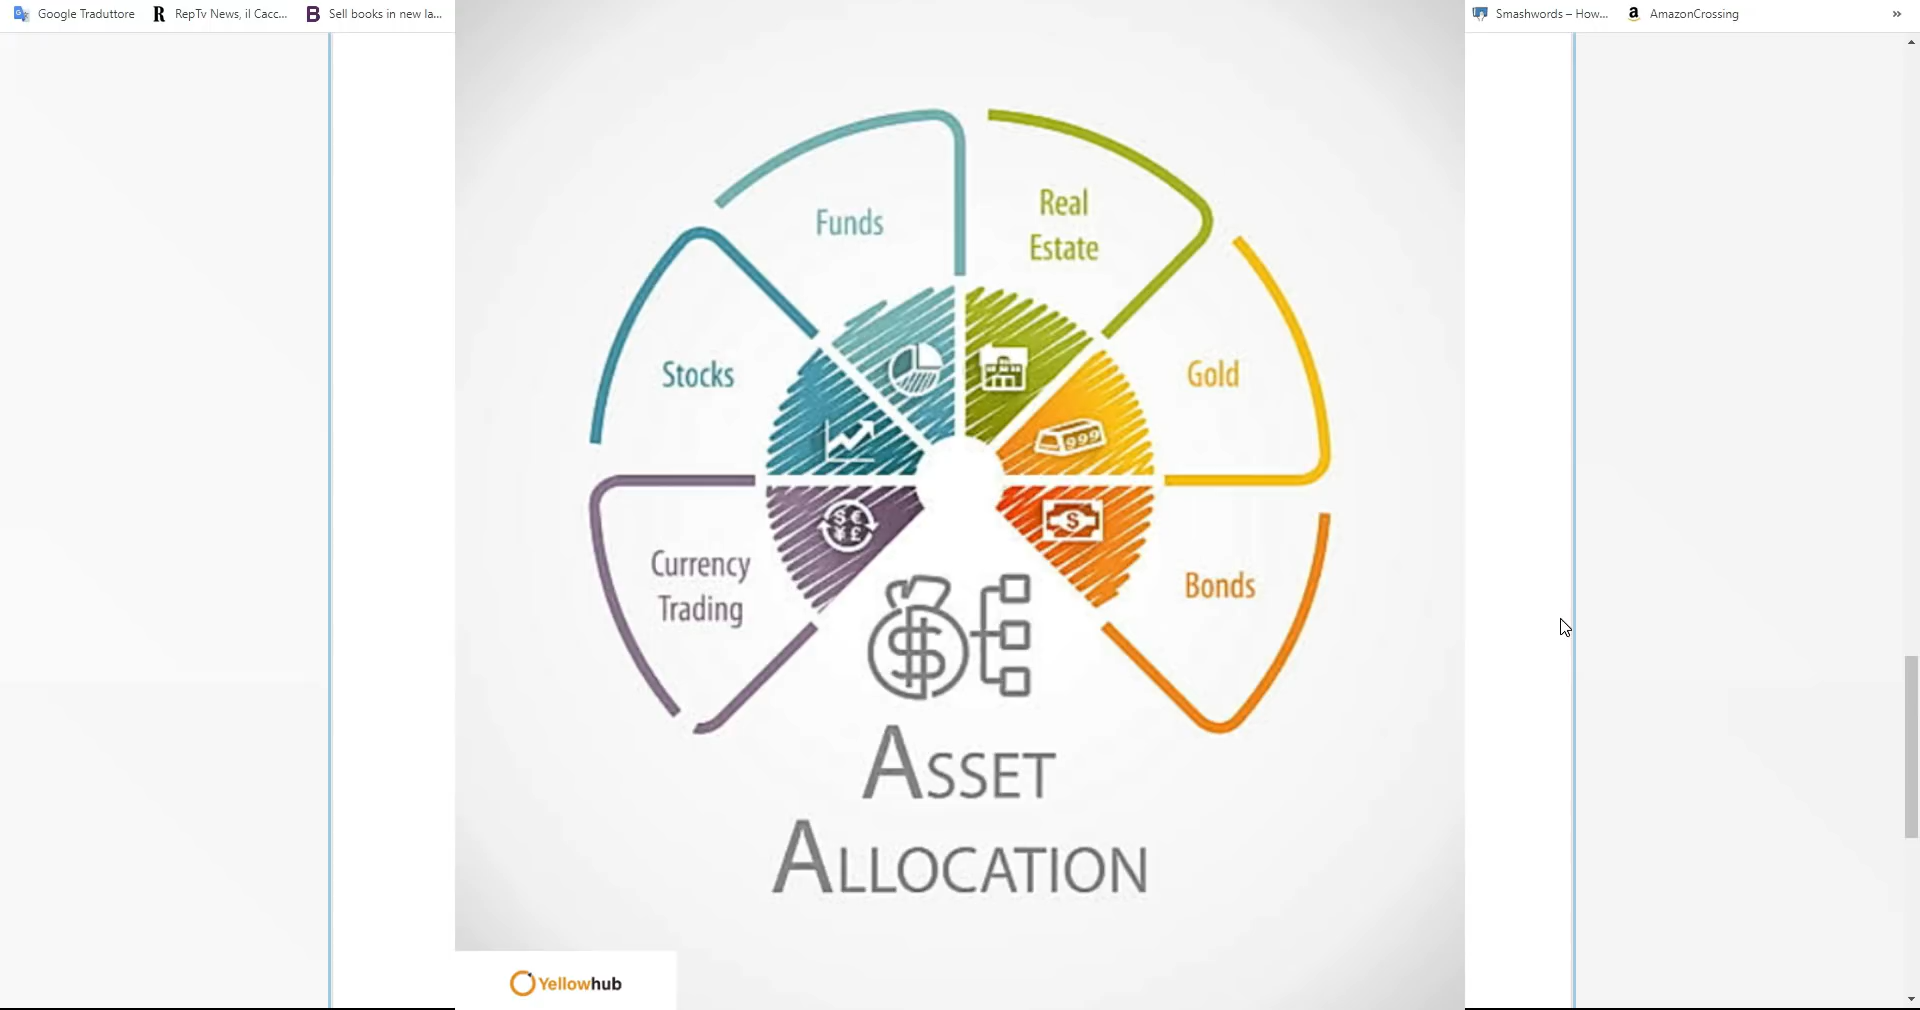 Google Traduttore
RepTv News, il Cacc...
Sell books in new la...
Smashwords – How...
AmazonCrossing
Funds
Real
Estate
Stocks
Gold
999
$ €
¥ £
$
Currency
Trading
Bonds
$
ASSET
ALLOCATION
Yellowhub